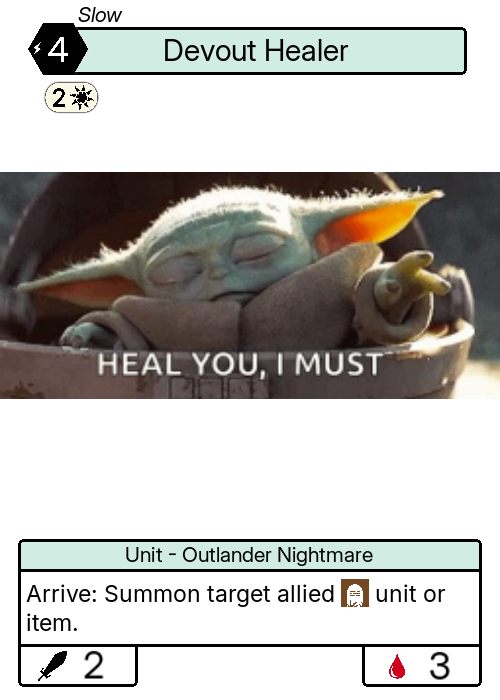 Slow
4
Devout Healer
2
HEAL YOU, I MUST
Unit - Outlander Nightmare
Arrive: Summon target allied unit or
item.
2
3